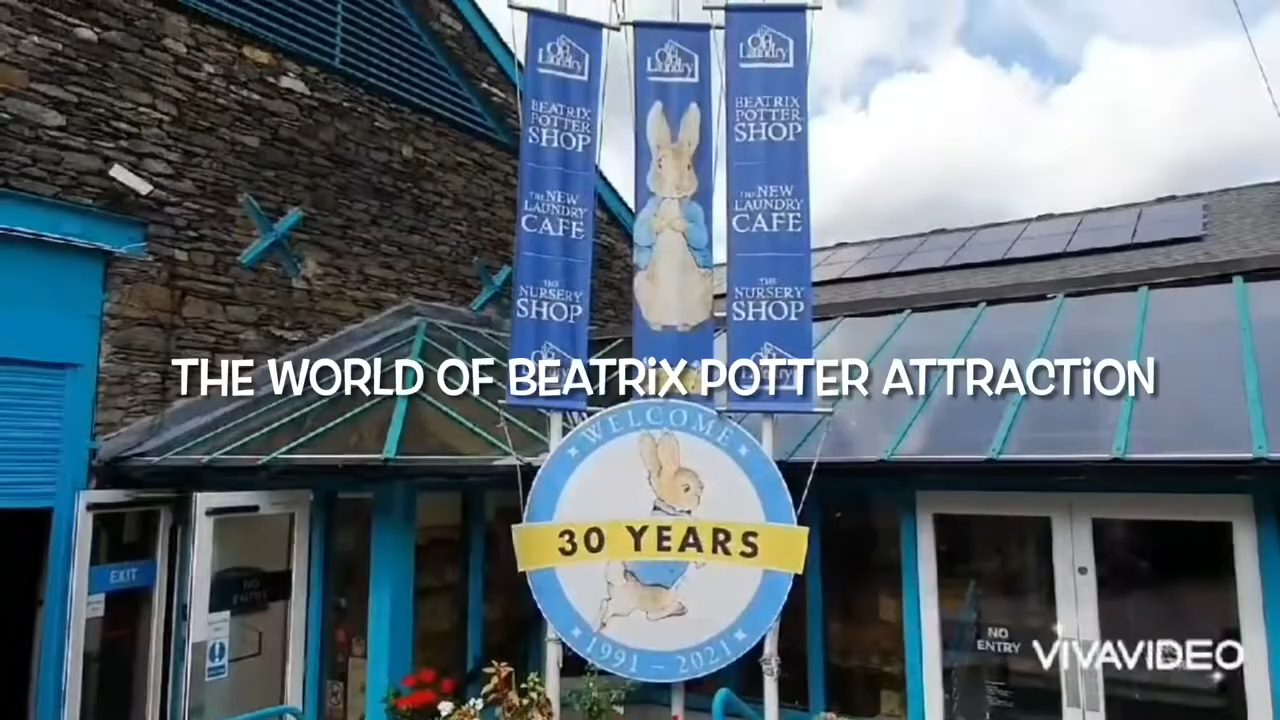 Old
Laundry
BEATRIX
POTTER
SHOP
THE NEW
LAUNDRY
CAFE
THE
NURSERY
SHOP
Old
Laundry
Old
Laundry
BEATRIX
POTTER
SHOP
THE NEW
LAUNDRY
CAFE
THE
NURSERY
SHOP
THE WORLD OF BEATRIX POTTER ATTRACTION
WELCOME
30 YEARS
1991 – 2021
EXIT
NO
ENTRY
NO
ENTRY
VIVAVIDEO